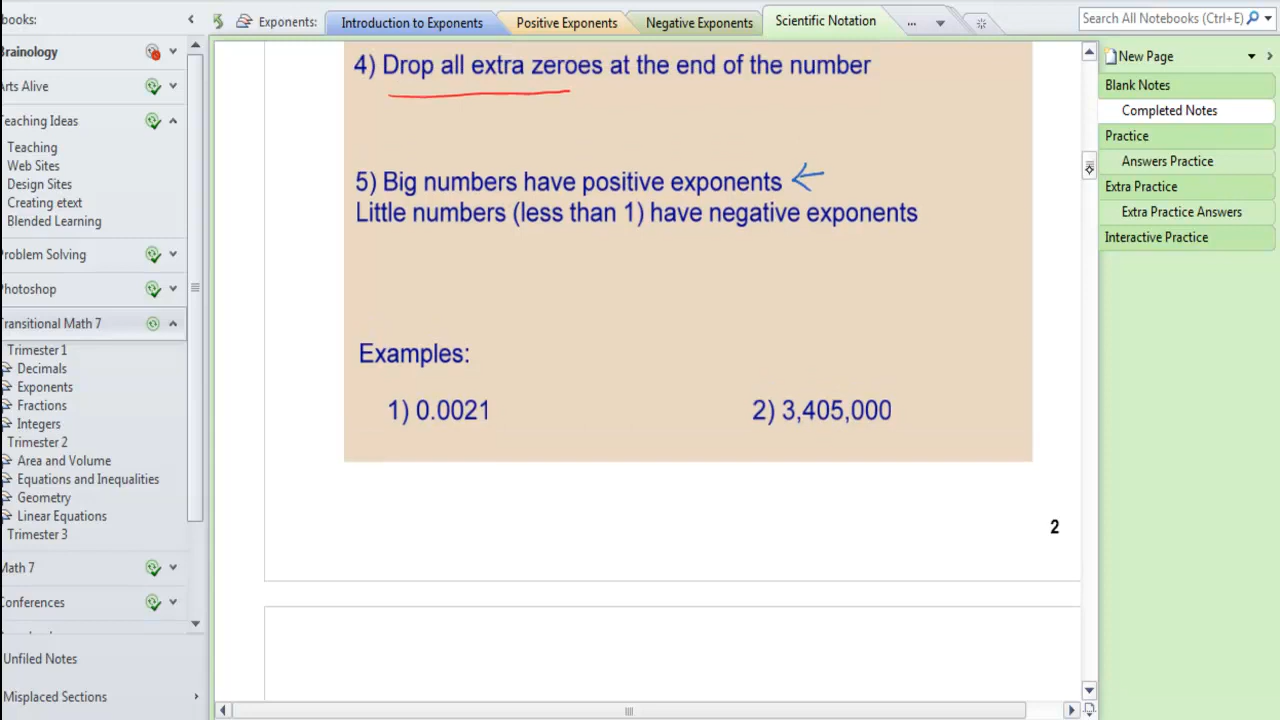 books:
Brainology
Arts Alive
Teaching Ideas
Teaching
Web Sites
Design Sites
Creating etext
Blended Learning
Problem Solving
Photoshop
Transitional Math 7
Trimester 1
Decimals
Exponents
Fractions
Integers
Trimester 2
Area and Volume
Equations and Inequalities
Geometry
Linear Equations
Trimester 3
Math 7
Conferences
Unfiled Notes
Misplaced Sections
Exponents:
Introduction to Exponents
Positive Exponents
Negative Exponents
Scientific Notation
...
Search All Notebooks (Ctrl+E)
4) Drop all extra zeroes at the end of the number
5) Big numbers have positive exponents
Little numbers (less than 1) have negative exponents
Examples:
1) 0.0021
2) 3,405,000
2
New Page
Blank Notes
Completed Notes
Practice
Answers Practice
Extra Practice
Extra Practice Answers
Interactive Practice